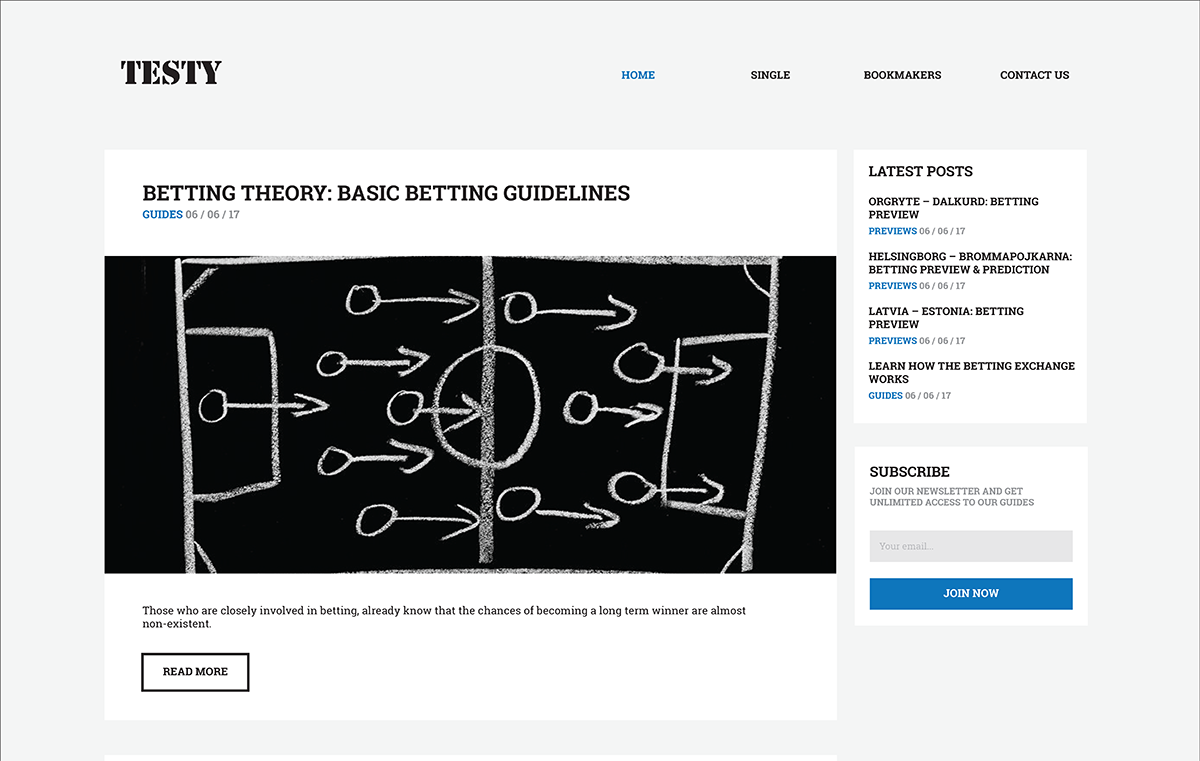 TESTY
HOME
SINGLE
BOOKMAKERS
CONTACT US
BETTING THEORY: BASIC BETTING GUIDELINES
GUIDES 06 / 06 / 17
Those who are closely involved in betting, already know that the chances of becoming a long term winner are almost
non-existent.
READ MORE
LATEST POSTS
ORGRYTE – DALKURD: BETTING
PREVIEW
PREVIEWS 06 / 06 / 17
HELSINGBORG – BROMMAPOJKARNA:
BETTING PREVIEW & PREDICTION
PREVIEWS 06 / 06 / 17
LATVIA – ESTONIA: BETTING
PREVIEW
PREVIEWS 06 / 06 / 17
LEARN HOW THE BETTING EXCHANGE
WORKS
GUIDES 06 / 06 / 17
SUBSCRIBE
JOIN OUR NEWSLETTER AND GET
UNLIMITED ACCESS TO OUR GUIDES
Your email...
JOIN NOW